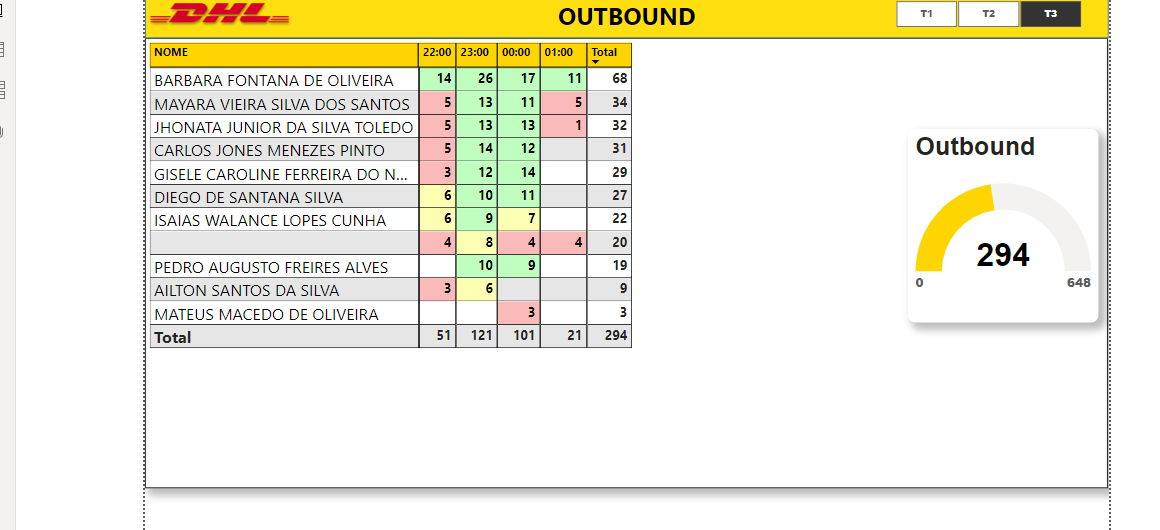 DHL
OUTBOUND
T1 T2 T3
NOME 22:00 23:00 00:00 01:00 Total
BARBARA FONTANA DE OLIVEIRA 14 26 17 11 68
MAYARA VIEIRA SILVA DOS SANTOS 5 13 11 5 34
JHONATA JUNIOR DA SILVA TOLEDO 5 13 13 1 32
CARLOS JONES MENEZES PINTO 5 14 12 31
GISELE CAROLINE FERREIRA DO N... 3 12 14 29
DIEGO DE SANTANA SILVA 6 10 11 27
ISAIAS WALANCE LOPES CUNHA 6 9 7 22
4 8 4 4 20
PEDRO AUGUSTO FREIRES ALVES 10 9 19
AILTON SANTOS DA SILVA 3 6 9
MATEUS MACEDO DE OLIVEIRA 3 3
Total 51 121 101 21 294
Outbound
294
0 648